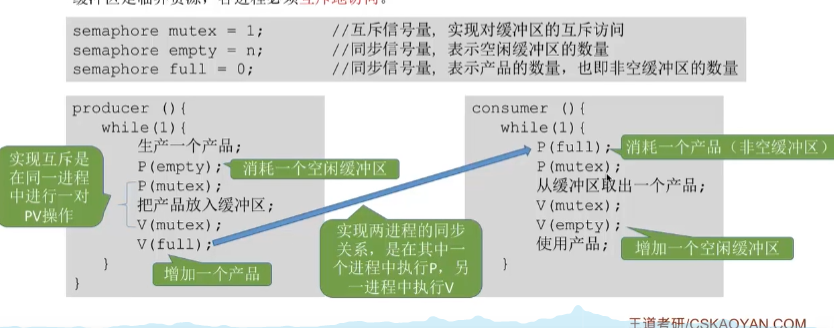 缓冲区是临界资源，各进程必须互斥地访问。
semaphore mutex = 1; //互斥信号量，实现对缓冲区的互斥访问
semaphore empty = n; //同步信号量，表示空闲缓冲区的数量
semaphore full = 0; //同步信号量，表示产品的数量，也即非空缓冲区的数量
producer (){
while(1){
生产一个产品;
P(empty);
消耗一个空闲缓冲区
P(mutex);
把产品放入缓冲区;
V(mutex);
V(full);
增加一个产品
}
}
实现互斥是
在同一进程
中进行一对
PV操作
实现两进程的同步
关系，是在其中一
个进程中执行P，另
一进程中执行V
consumer (){
while(1){
P(full);
消耗一个产品（非空缓冲区）
P(mutex);
从缓冲区取出一个产品;
V(mutex);
V(empty);
增加一个空闲缓冲区
使用产品;
}
}
王道考研/CSKAOYAN.COM